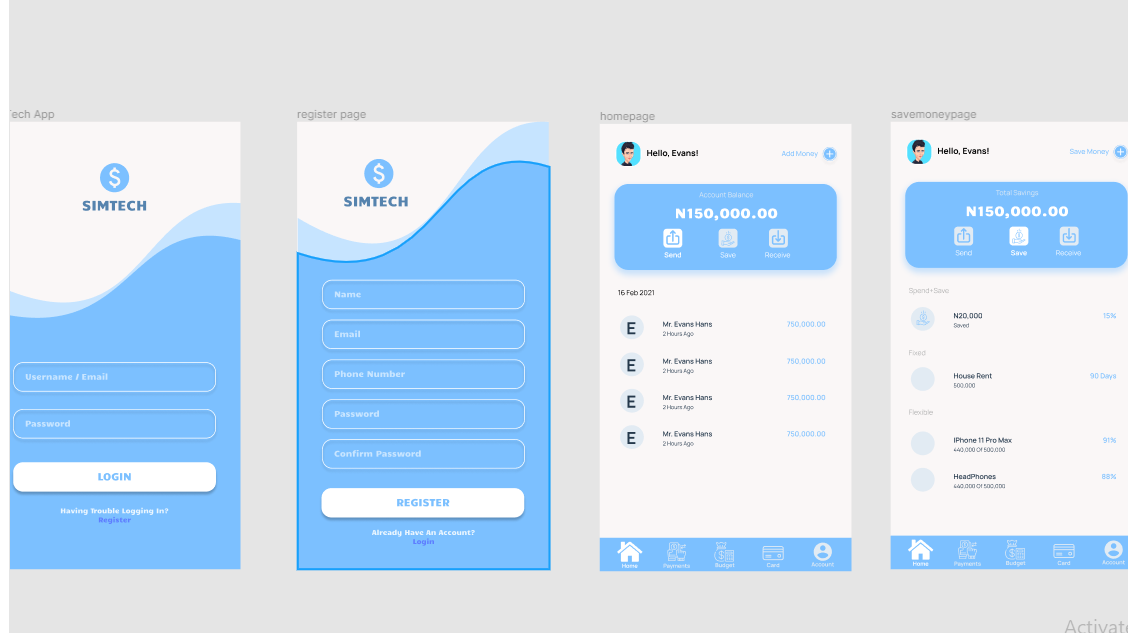 Tech App
$
SIMTECH
Username / Email
Password
LOGIN
Having Trouble Logging In?
Register
register page
$
SIMTECH
Name
Email
Phone Number
Password
Confirm Password
REGISTER
Already Have An Account?
Login
homepage
Hello, Evans!
Add Money
Account Balance
N150,000.00
Send Save Receive
16 Feb 2021
E
Mr. Evans Hans 750,000.00
2 Hours Ago
E
Mr. Evans Hans 750,000.00
2 Hours Ago
E
Mr. Evans Hans 750,000.00
2 Hours Ago
E
Mr. Evans Hans 750,000.00
2 Hours Ago
Home Payments Budget Card Account
savemoneypage
Hello, Evans!
Save Money
Total Savings
N150,000.00
Send Save Receive
Spend+Save
N20,000 15%
Saved
Fixed
House Rent 90 Days
500,000
Flexible
IPhone 11 Pro Max 91%
440,000 Of 500,000
HeadPhones 88%
440,000 Of 500,000
Home Payments Budget Card Account
Activate